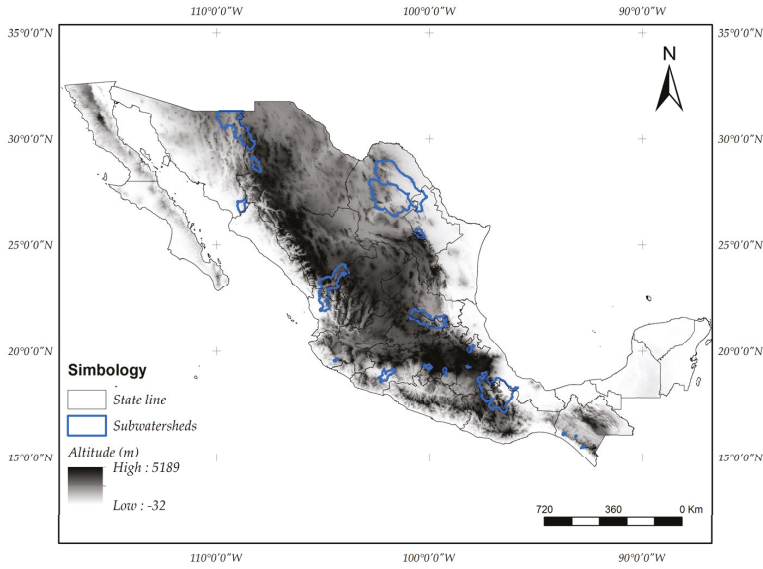 110°0'0"W 100°0'0"W 90°0'0"W
35°0'0"N 35°0'0"N
N
30°0'0"N 30°0'0"N
25°0'0"N 25°0'0"N
20°0'0"N 20°0'0"N
Simbology
State line
Subwatersheds
Altitude (m)
High : 5189
Low : -32
15°0'0"N 15°0'0"N
720 360 0 Km
110°0'0"W 100°0'0"W 90°0'0"W